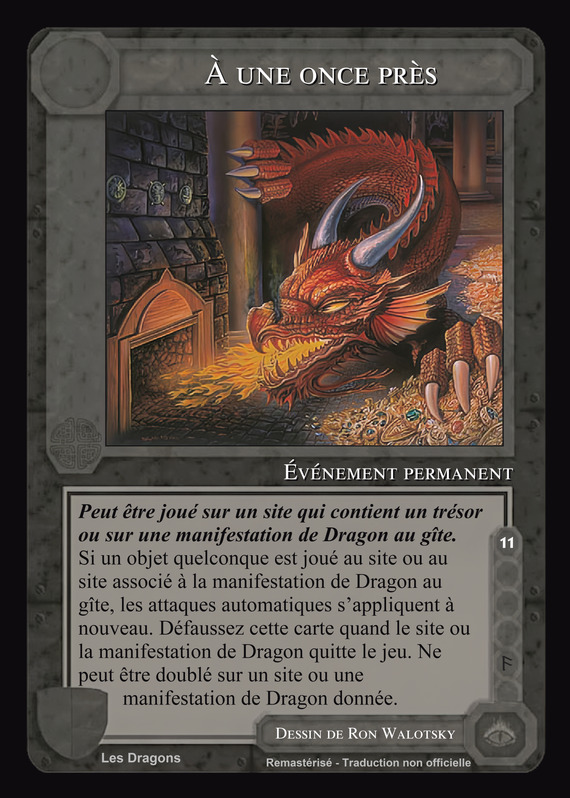 À UNE ONCE PRÈS
ÉVÉNEMENT PERMANENT
Peut être joué sur un site qui contient un trésor
ou sur une manifestation de Dragon au gîte.
Si un objet quelconque est joué au site ou au
site associé à la manifestation de Dragon au
gîte, les attaques automatiques s’appliquent à
nouveau. Défaussez cette carte quand le site ou
la manifestation de Dragon quitte le jeu. Ne
peut être doublé sur un site ou une
manifestation de Dragon donnée.
11
DESSIN DE RON WALOTSKY
Les Dragons
Remastérisé - Traduction non officielle